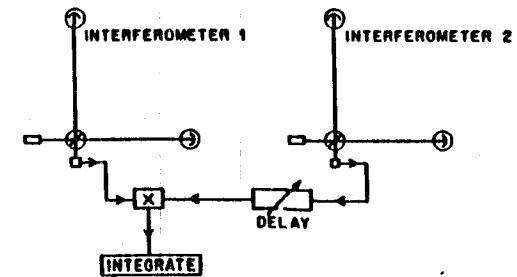 INTERFEROMETER 1
INTERFEROMETER 2
X
DELAY
INTEGRATE